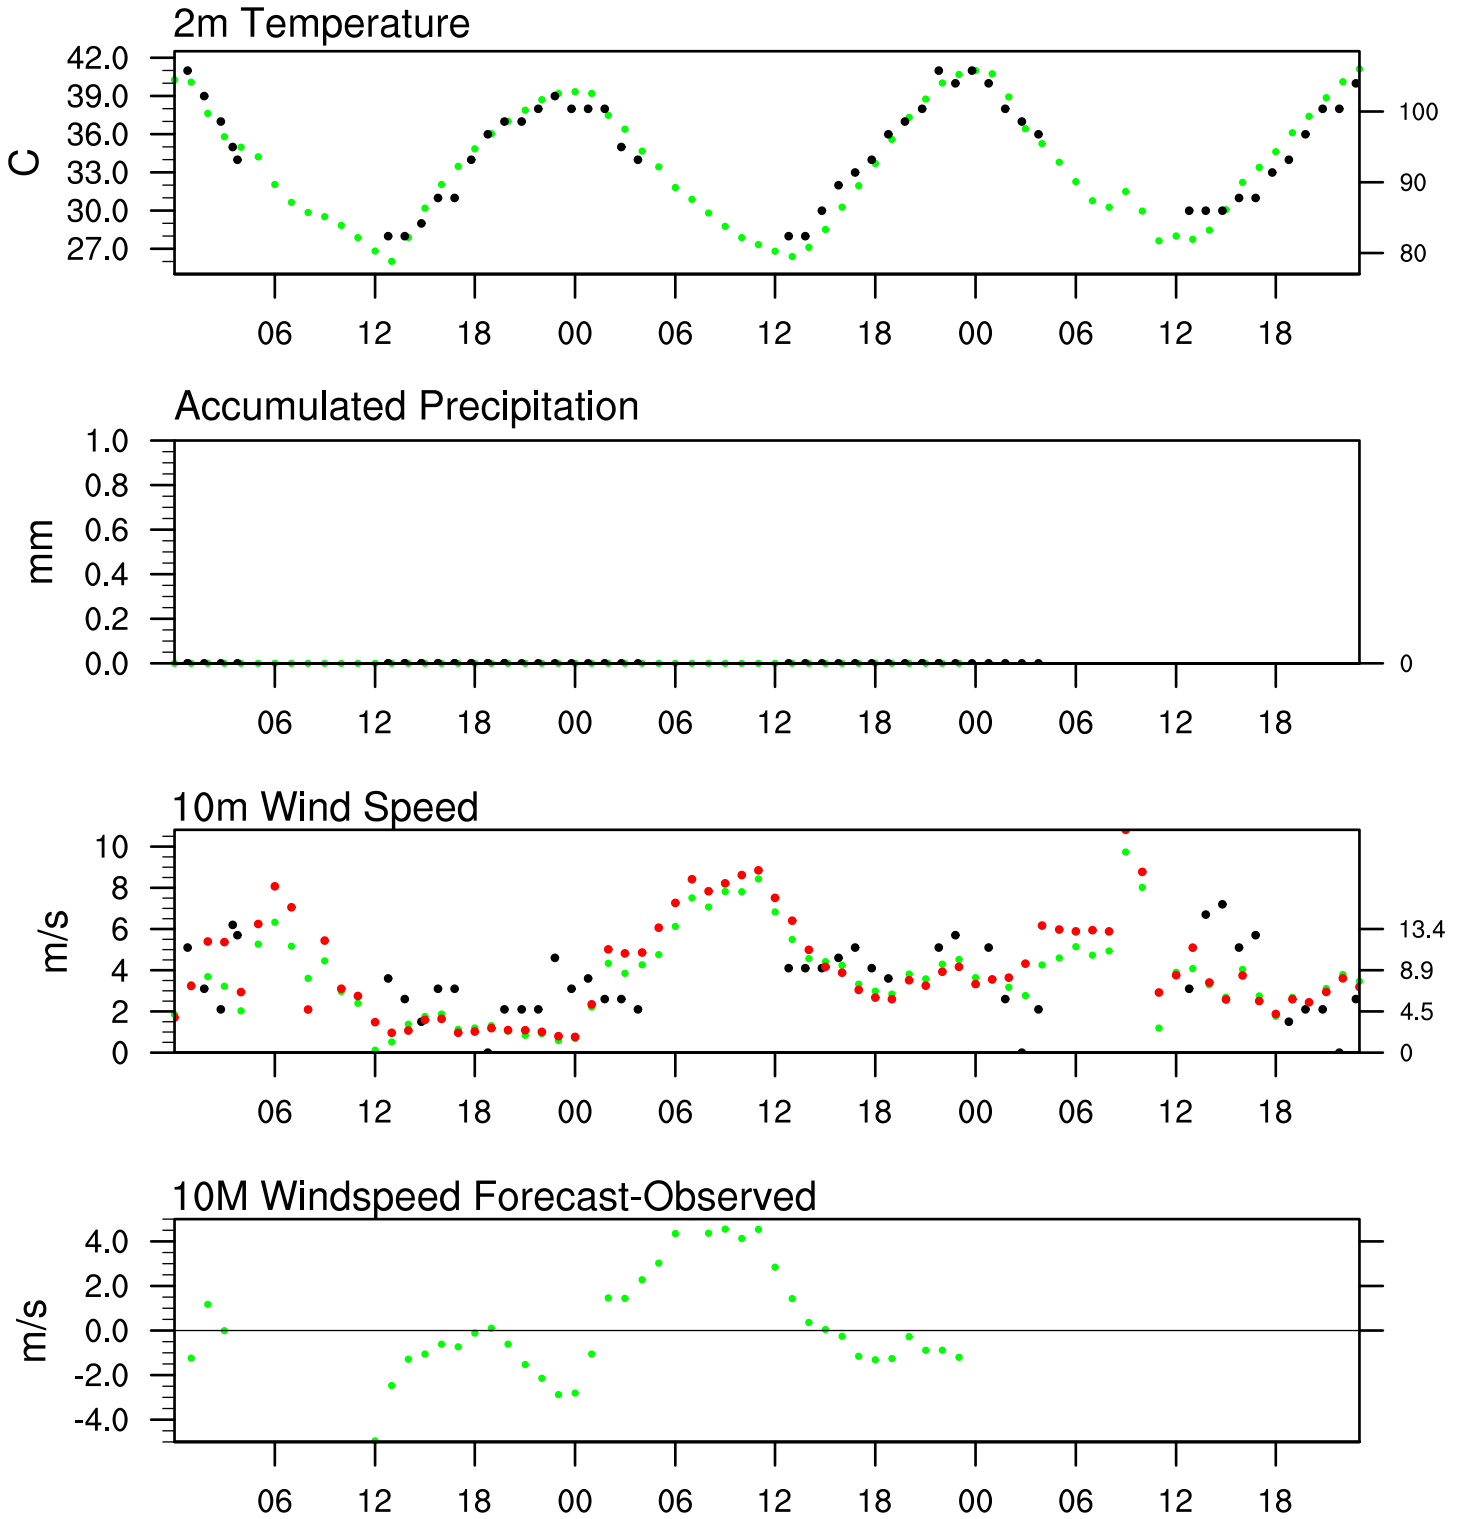 2m Temperature
C
42.0
39.0
36.0
33.0
30.0
27.0
100
90
80
06 12 18 00 06 12 18 00 06 12 18
Accumulated Precipitation
mm
1.0
0.8
0.6
0.4
0.2
0.0
0
06 12 18 00 06 12 18 00 06 12 18
10m Wind Speed
m/s
10
8
6
4
2
0
13.4
8.9
4.5
0
06 12 18 00 06 12 18 00 06 12 18
10M Windspeed Forecast-Observed
m/s
4.0
2.0
0.0
-2.0
-4.0
06 12 18 00 06 12 18 00 06 12 18